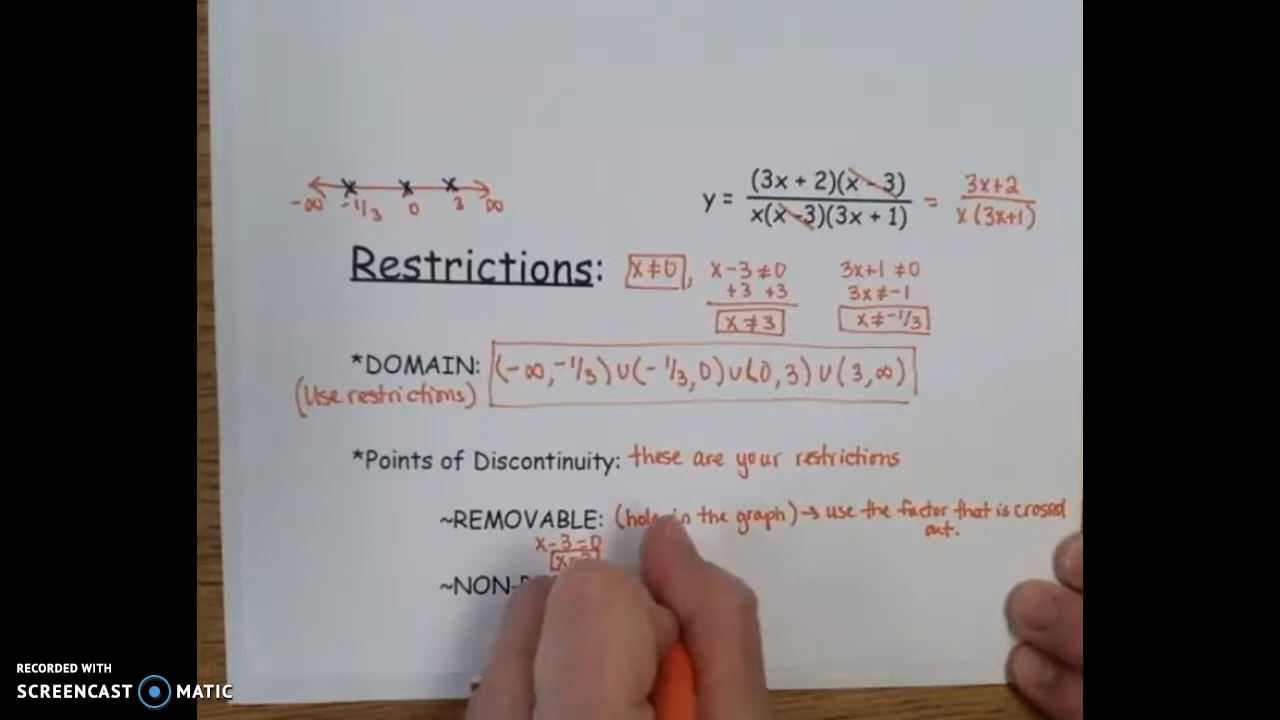 y = (3x + 2)(x - 3) / x(x - 3)(3x + 1) = 3x+2 / x(3x+1)
-∞ -1/3 0 3 ∞
Restrictions: x≠0, x-3≠0 3x+1≠0
+3 +3 3x≠-1
x≠3 x≠-1/3
*DOMAIN: (-∞,-1/3)∪(-1/3,0)∪(0,3)∪(3,∞)
(Use restrictions)
*Points of Discontinuity: these are your restrictions
~REMOVABLE: (hole in the graph)→ use the factor that is crossed
out.
x-3=0
~NON-
RECORDED WITH
SCREENCAST MATIC